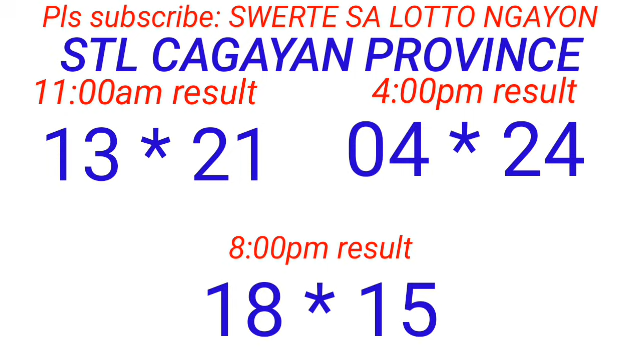 Pls subscribe: SWERTE SA LOTTO NGAYON
STL CAGAYAN PROVINCE
11:00am result 4:00pm result
13 * 21 04 * 24
8:00pm result
18 * 15